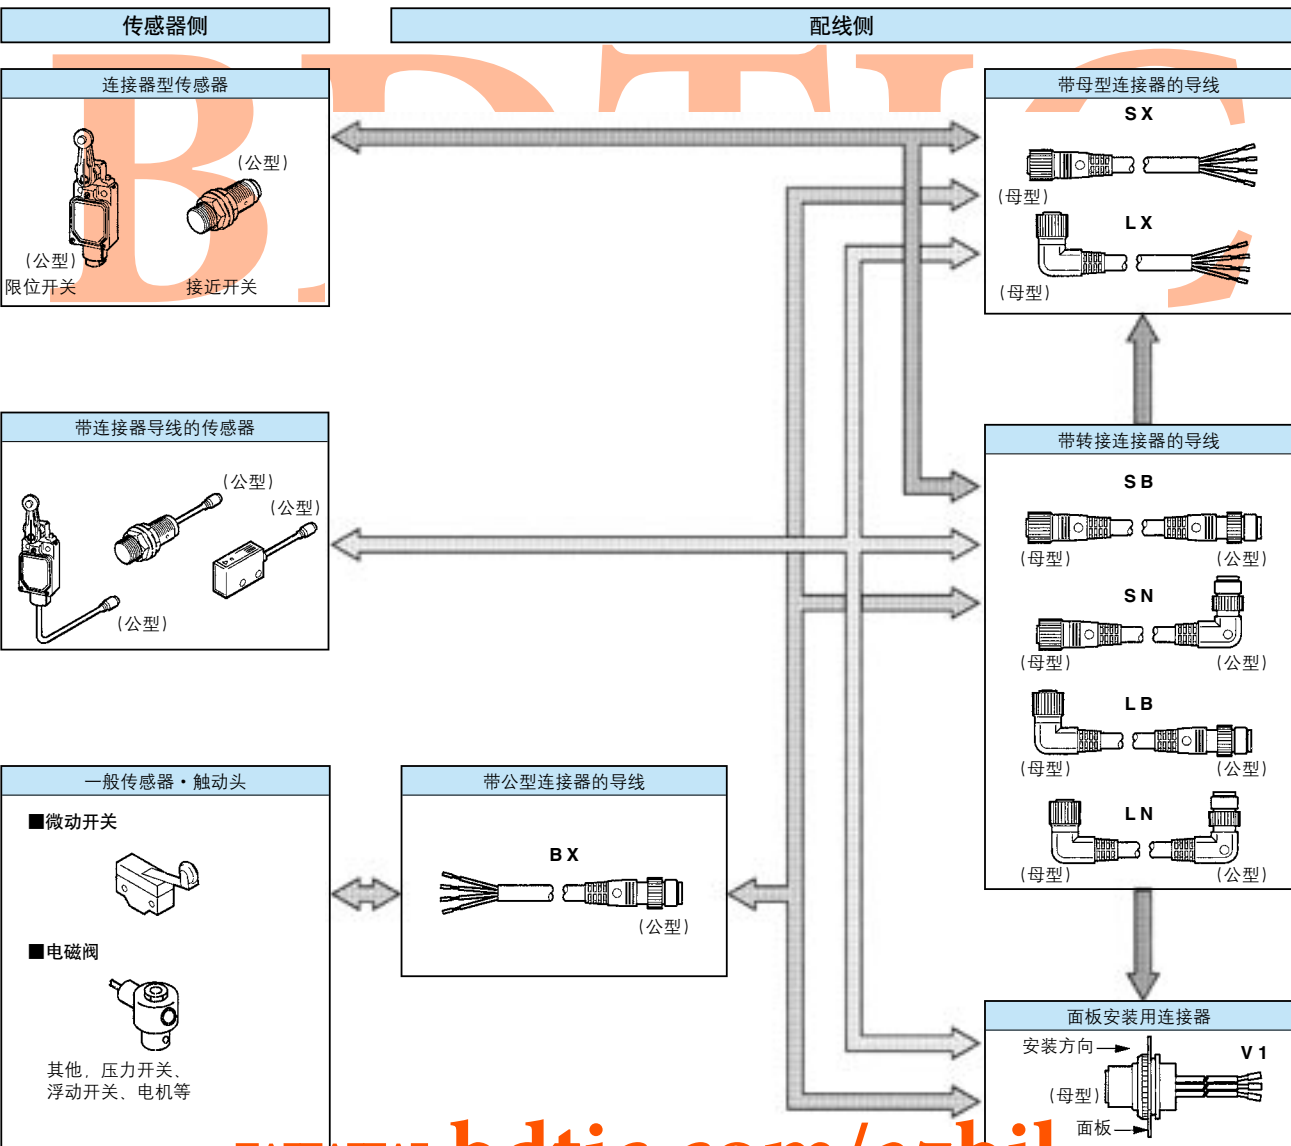 传感器侧
配线侧
连接器型传感器
(公型)
(公型)
限位开关
接近开关
带母型连接器的导线
SX
(母型)
LX
(母型)
带连接器导线的传感器
(公型)
(公型)
(公型)
带转接连接器的导线
SB
(母型)
(公型)
SN
(母型)
(公型)
LB
(母型)
(公型)
LN
(母型)
(公型)
一般传感器・触动头
■微动开关
■电磁阀
其他, 压力开关、
浮动开关、电机等
带公型连接器的导线
BX
(公型)
面板安装用连接器
安装方向
V1
(母型)
面板
BDTIC
www.bdtic.com/ezbil